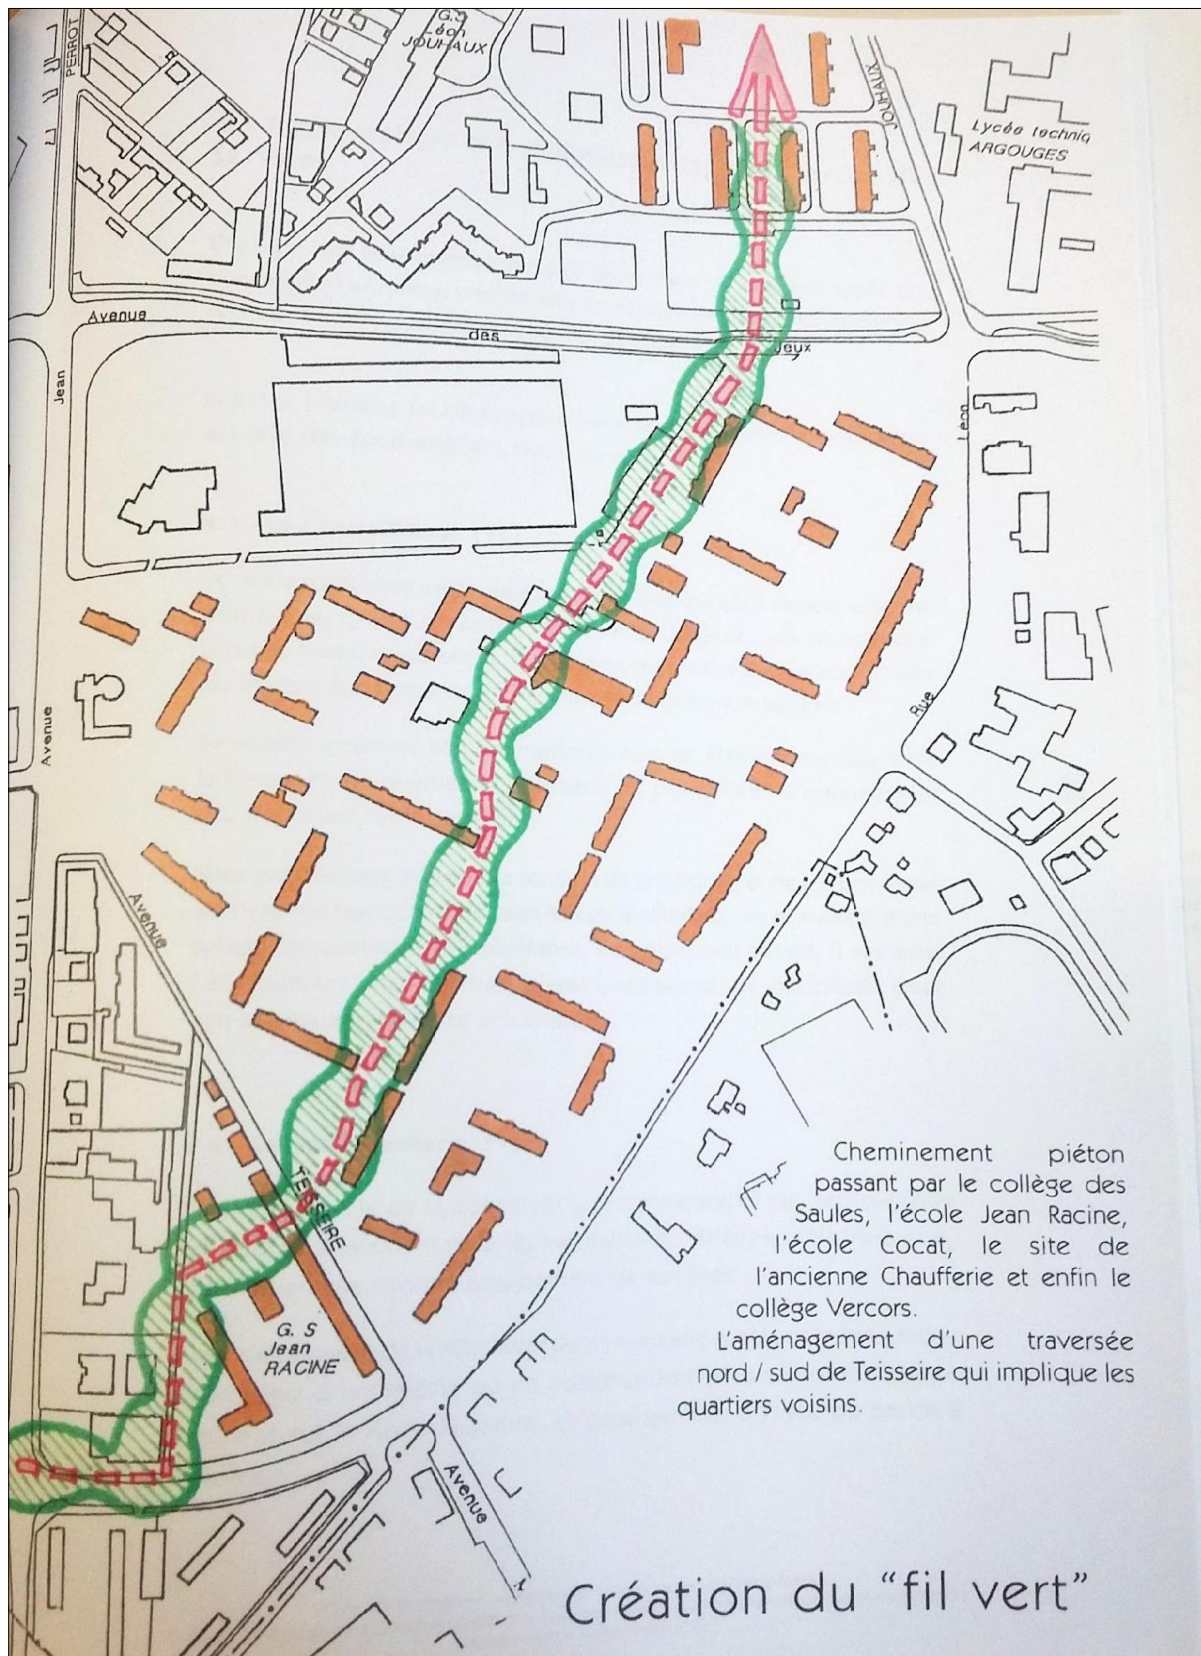 PERROT
G.S
Léon
JOUHAUX
JOUHAUX
Lycée techniq
ARGOUGES
Avenue
des
Jeux
Jean
Léon
Avenue
Rue
Avenue
TEISSEIRE
G. S
Jean
RACINE
Avenue
Cheminement piéton
passant par le collège des
Saules, l'école Jean Racine,
l'école Cocat, le site de
l'ancienne Chaufferie et enfin le
collège Vercors.
L'aménagement d'une traversée
nord / sud de Teisseire qui implique les
quartiers voisins.
Création du "fil vert"